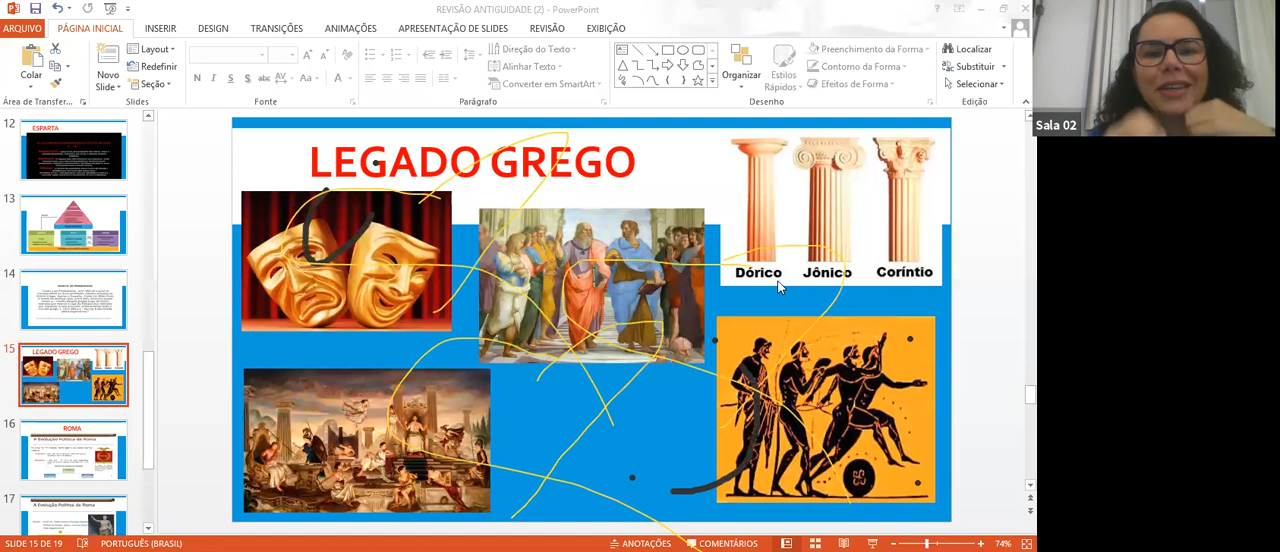 REVISÃO ANTIGUIDADE (2) - PowerPoint
ARQUIVO PÁGINA INICIAL INSERIR DESIGN TRANSIÇÕES ANIMAÇÕES APRESENTAÇÃO DE SLIDES REVISÃO EXIBIÇÃO
Colar
Novo
Slide
Layout
Redefinir
Seção
N I S S abc AV Aa A
Direção do Texto
Alinhar Texto
Converter em SmartArt
Organizar
Estilos
Rápidos
Preenchimento da Forma
Contorno da Forma
Efeitos de Forma
Localizar
Substituir
Selecionar
Área de Transfer...
Slides
Fonte
Parágrafo
Desenho
Edição
Sala 02
12
ESPARTA
13
14
15
LEGADO GREGO
16
ROMA
A Evolução Política de Roma
17
A Evolução Política de Roma
LEGADO GREGO
Dórico Jônico Coríntio
SLIDE 15 DE 19 PORTUGUÊS (BRASIL) ANOTAÇÕES COMENTÁRIOS 74%